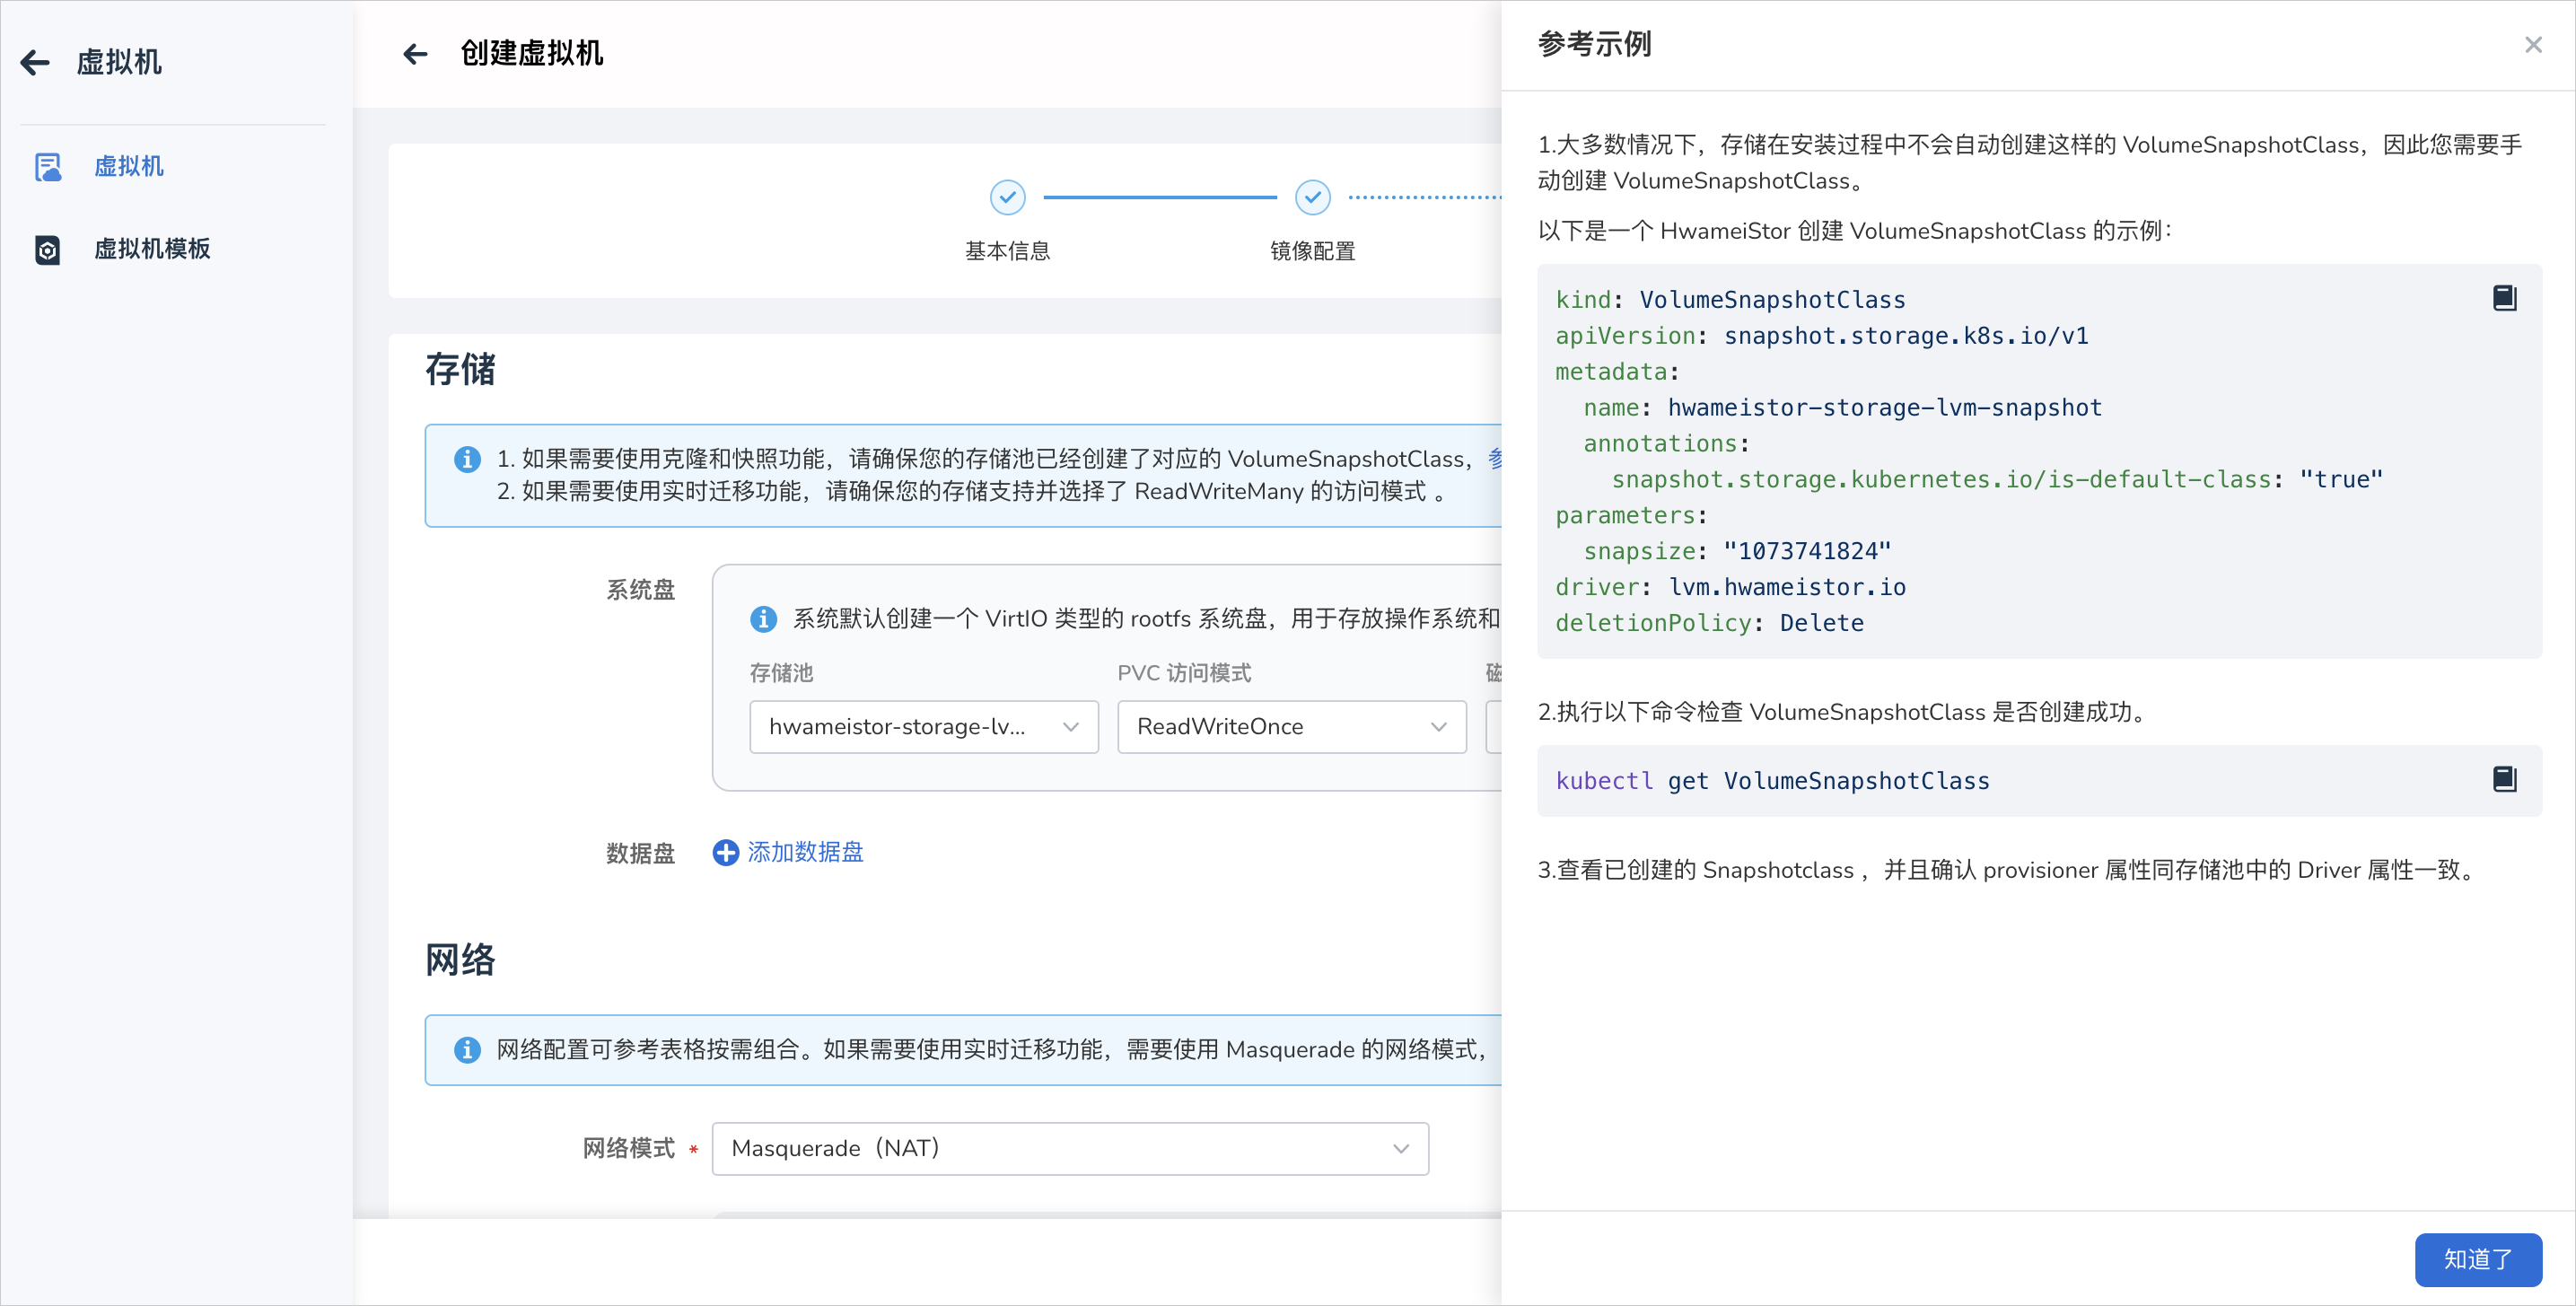 虚拟机
虚拟机
虚拟机模板
创建虚拟机
基本信息
镜像配置
存储
1. 如果需要使用克隆和快照功能，请确保您的存储池已经创建了对应的 VolumeSnapshotClass，
2. 如果需要使用实时迁移功能，请确保您的存储支持并选择了 ReadWriteMany 的访问模式 。
系统盘
系统默认创建一个 VirtIO 类型的 rootfs 系统盘，用于存放操作系统和
存储池
PVC 访问模式
hwameistor-storage-lv...
ReadWriteOnce
数据盘
添加数据盘
网络
网络配置可参考表格按需组合。如果需要使用实时迁移功能，需要使用 Masquerade 的网络模式，
网络模式 *
Masquerade（NAT）
参考示例
1.大多数情况下，存储在安装过程中不会自动创建这样的 VolumeSnapshotClass，因此您需要手
动创建 VolumeSnapshotClass。
以下是一个 HwameiStor 创建 VolumeSnapshotClass 的示例：
kind: VolumeSnapshotClass
apiVersion: snapshot.storage.k8s.io/v1
metadata:
  name: hwameistor-storage-lvm-snapshot
  annotations:
    snapshot.storage.kubernetes.io/is-default-class: "true"
parameters:
  snapsize: "1073741824"
driver: lvm.hwameistor.io
deletionPolicy: Delete
2.执行以下命令检查 VolumeSnapshotClass 是否创建成功。
kubectl get VolumeSnapshotClass
3.查看已创建的 Snapshotclass ，并且确认 provisioner 属性同存储池中的 Driver 属性一致。
知道了